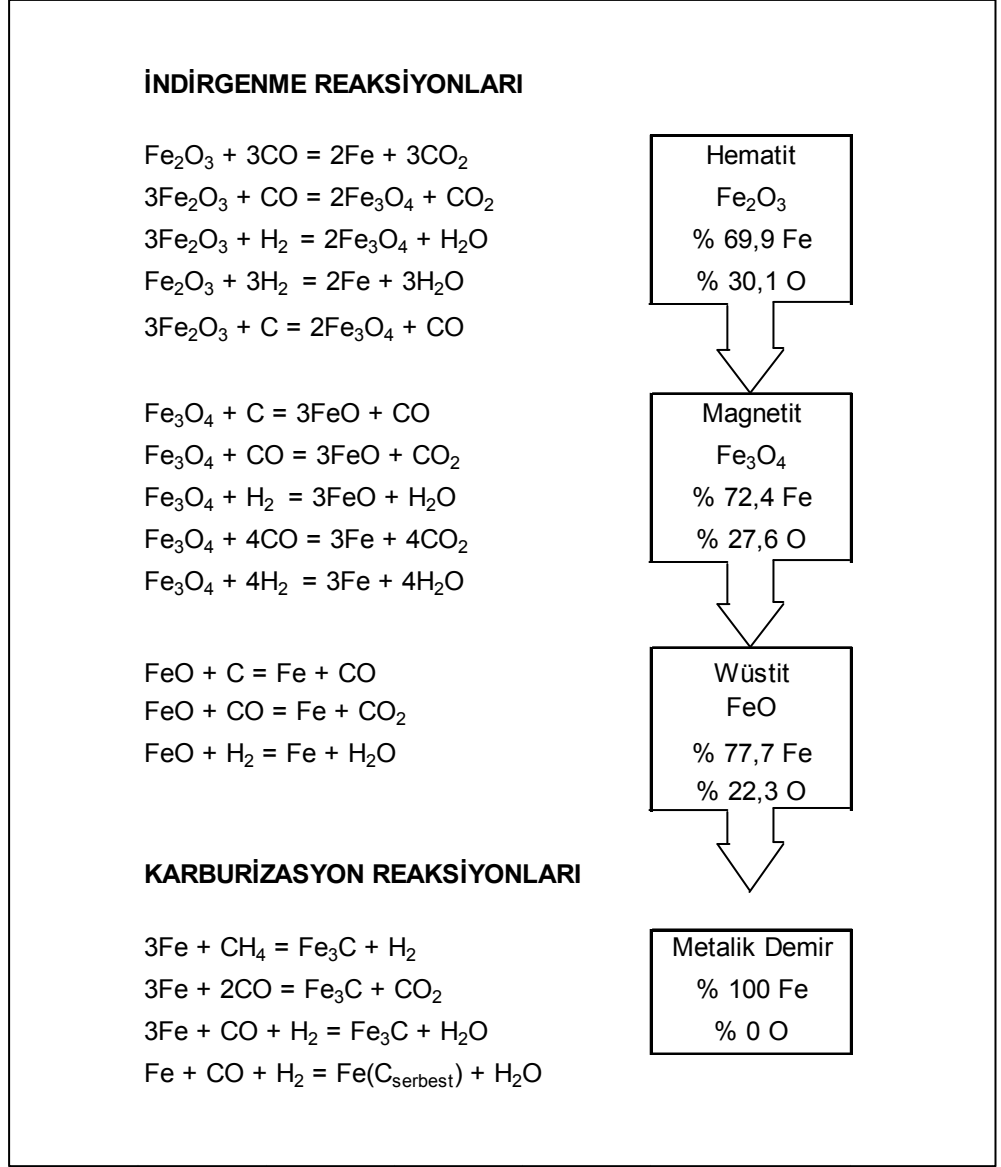 İNDİRGENME REAKSİYONLARI
Fe₂O₃ + 3CO = 2Fe + 3CO₂
3Fe₂O₃ + CO = 2Fe₃O₄ + CO₂
3Fe₂O₃ + H₂ = 2Fe₃O₄ + H₂O
Fe₂O₃ + 3H₂ = 2Fe + 3H₂O
3Fe₂O₃ + C = 2Fe₃O₄ + CO
Hematit
Fe₂O₃
% 69,9 Fe
% 30,1 O
Fe₃O₄ + C = 3FeO + CO
Fe₃O₄ + CO = 3FeO + CO₂
Fe₃O₄ + H₂ = 3FeO + H₂O
Fe₃O₄ + 4CO = 3Fe + 4CO₂
Fe₃O₄ + 4H₂ = 3Fe + 4H₂O
Magnetit
Fe₃O₄
% 72,4 Fe
% 27,6 O
FeO + C = Fe + CO
FeO + CO = Fe + CO₂
FeO + H₂ = Fe + H₂O
Wüstit
FeO
% 77,7 Fe
% 22,3 O
KARBURİZASYON REAKSİYONLARI
3Fe + CH₄ = Fe₃C + H₂
3Fe + 2CO = Fe₃C + CO₂
3Fe + CO + H₂ = Fe₃C + H₂O
Fe + CO + H₂ = Fe(C_serbest) + H₂O
Metalik Demir
% 100 Fe
% 0 O